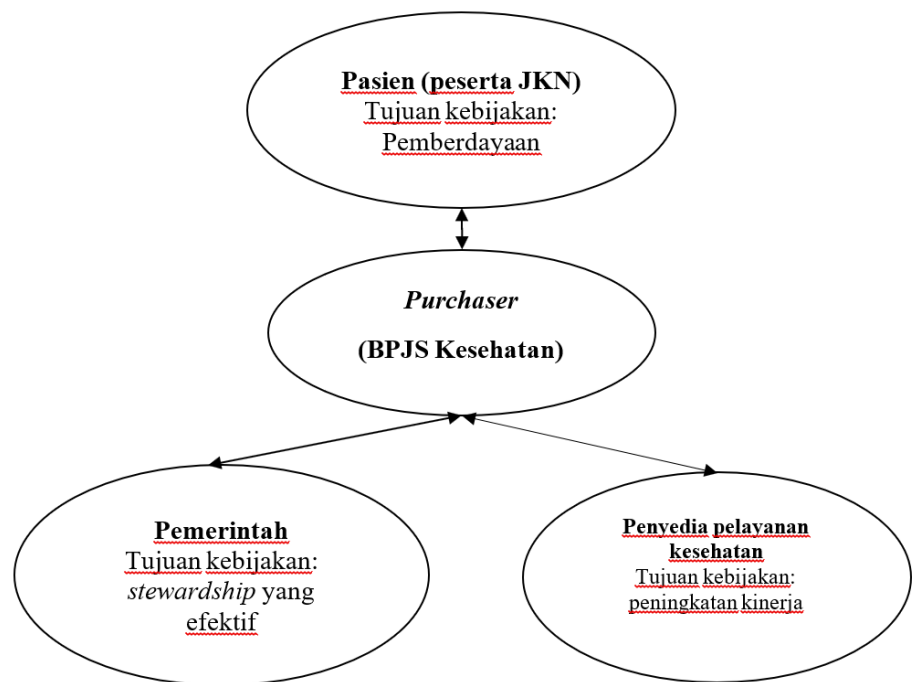 Pasien (peserta JKN)
Tujuan kebijakan:
Pemberdayaan
Purchaser
(BPJS Kesehatan)
Pemerintah
Tujuan kebijakan:
stewardship yang
efektif
Penyedia pelayanan
kesehatan
Tujuan kebijakan:
peningkatan kinerja